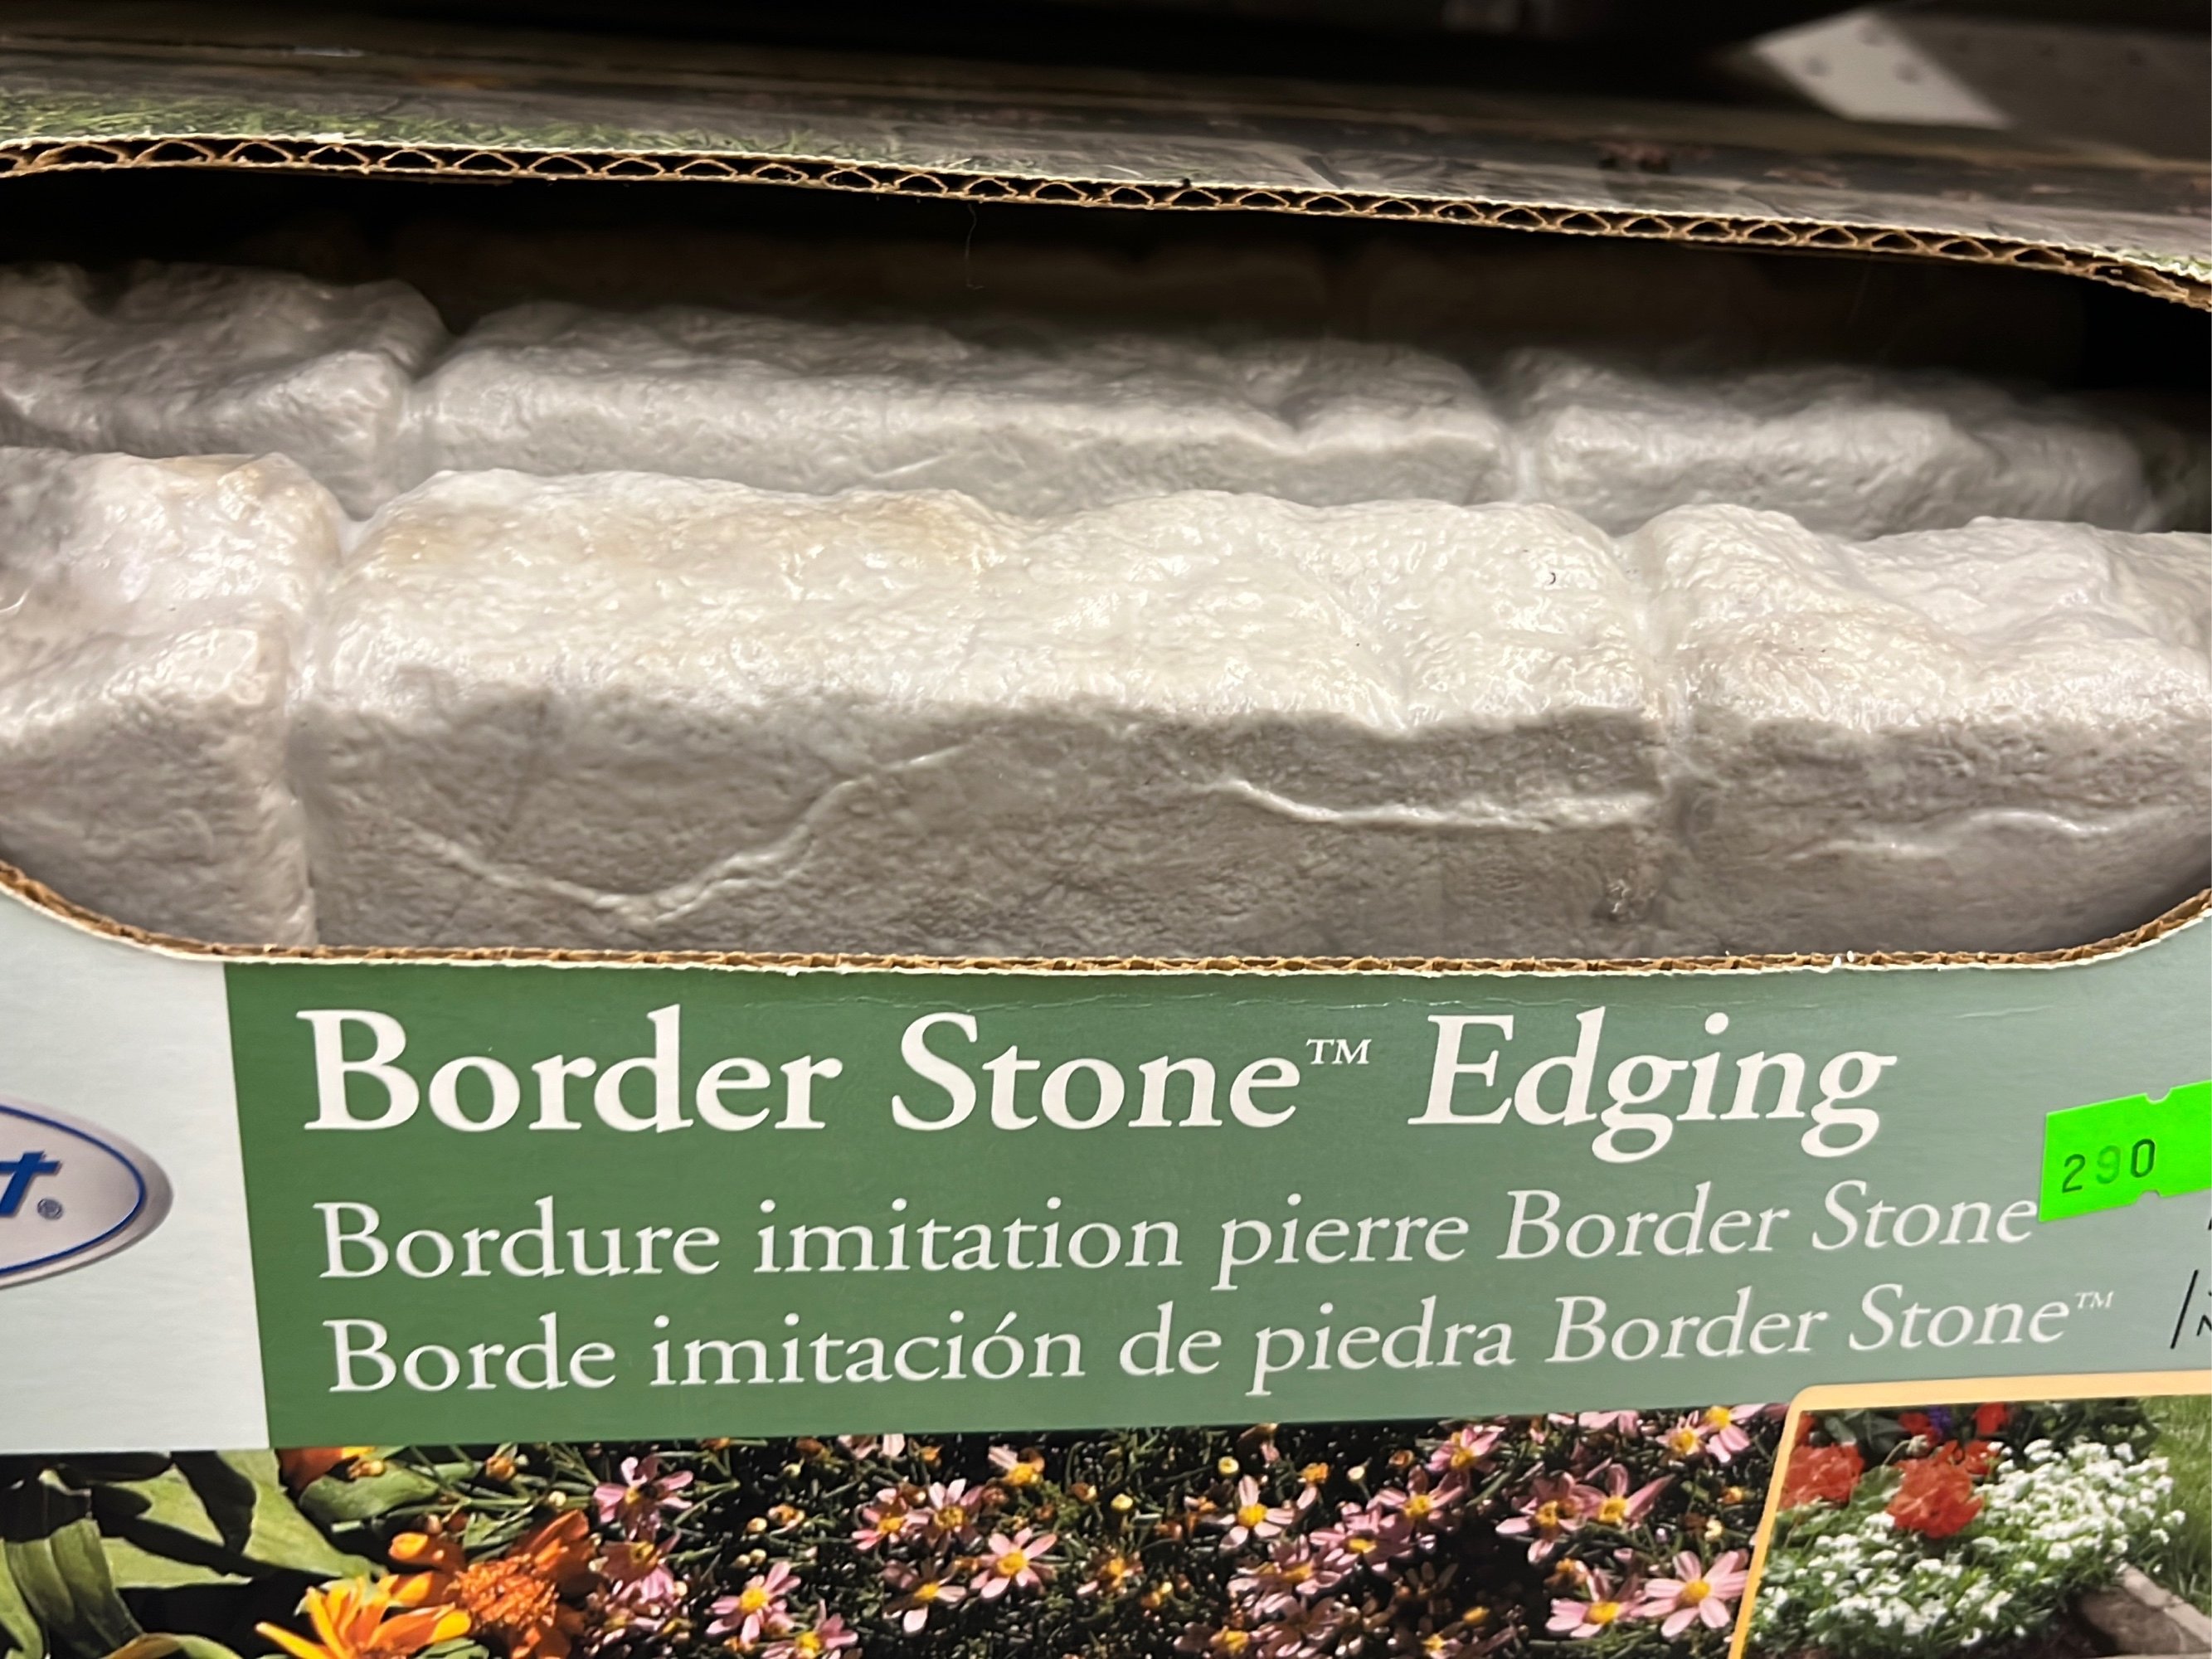 Border Stone™ Edging
290
Bordure imitation pierre Border Stone
Borde imitación de piedra Border Stone™
t®